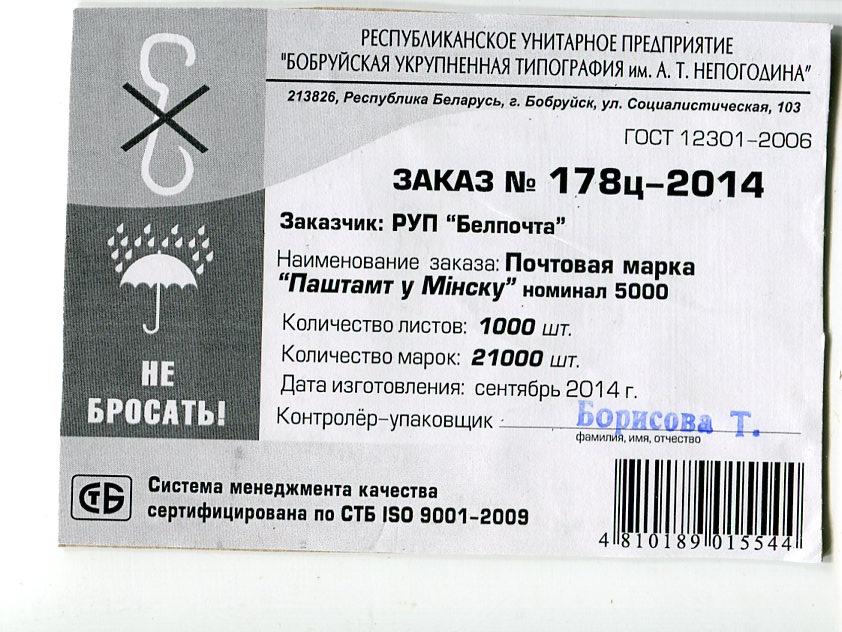 РЕСПУБЛИКАНСКОЕ УНИТАРНОЕ ПРЕДПРИЯТИЕ
"БОБРУЙСКАЯ УКРУПНЕННАЯ ТИПОГРАФИЯ им. А. Т. НЕПОГОДИНА"
213826, Республика Беларусь, г. Бобруйск, ул. Социалистическая, 103
ГОСТ 12301-2006
ЗАКАЗ № 178ц-2014
Заказчик: РУП "Белпочта"
Наименование заказа: Почтовая марка
"Паштамт у Мінску" номинал 5000
Количество листов: 1000 шт.
Количество марок: 21000 шт.
Дата изготовления: сентябрь 2014 г.
Контролёр-упаковщик Борисова Т.
фамилия, имя, отчество
НЕ
БРОСАТЬ!
СТБ
Система менеджмента качества
сертифицирована по СТБ ISO 9001-2009
4 810189 015544